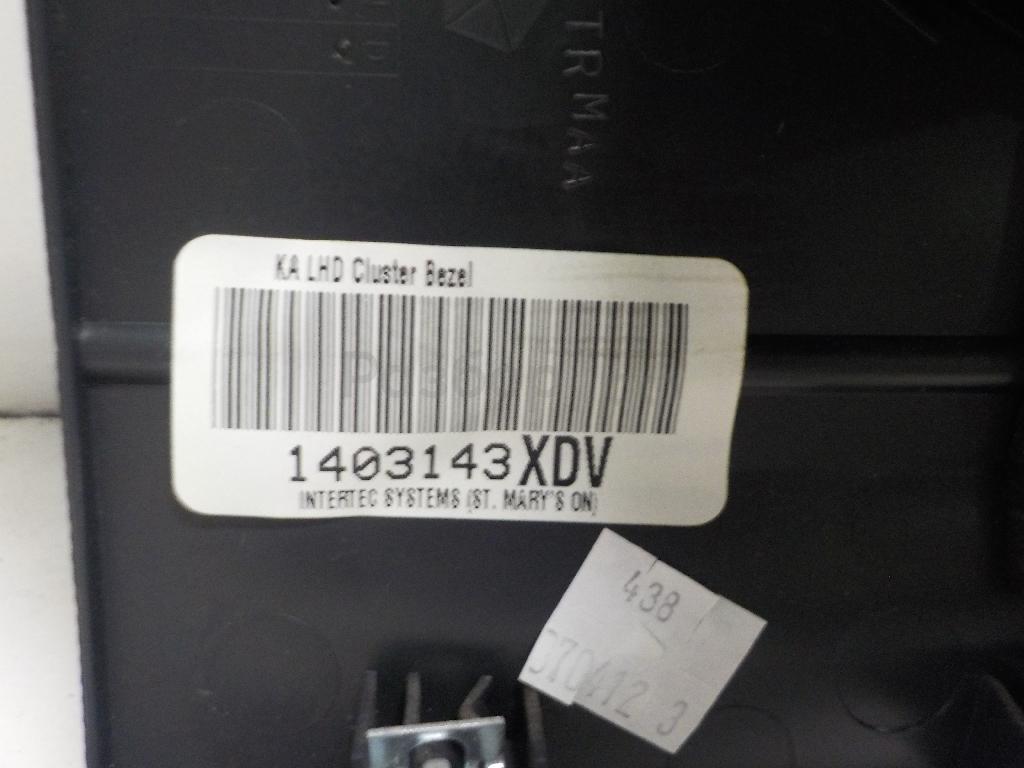 TRMAA
KA LHD Cluster Bezel
1403143XDV
INTERTEC SYSTEMS (ST. MARY'S ON)
438
070412 3